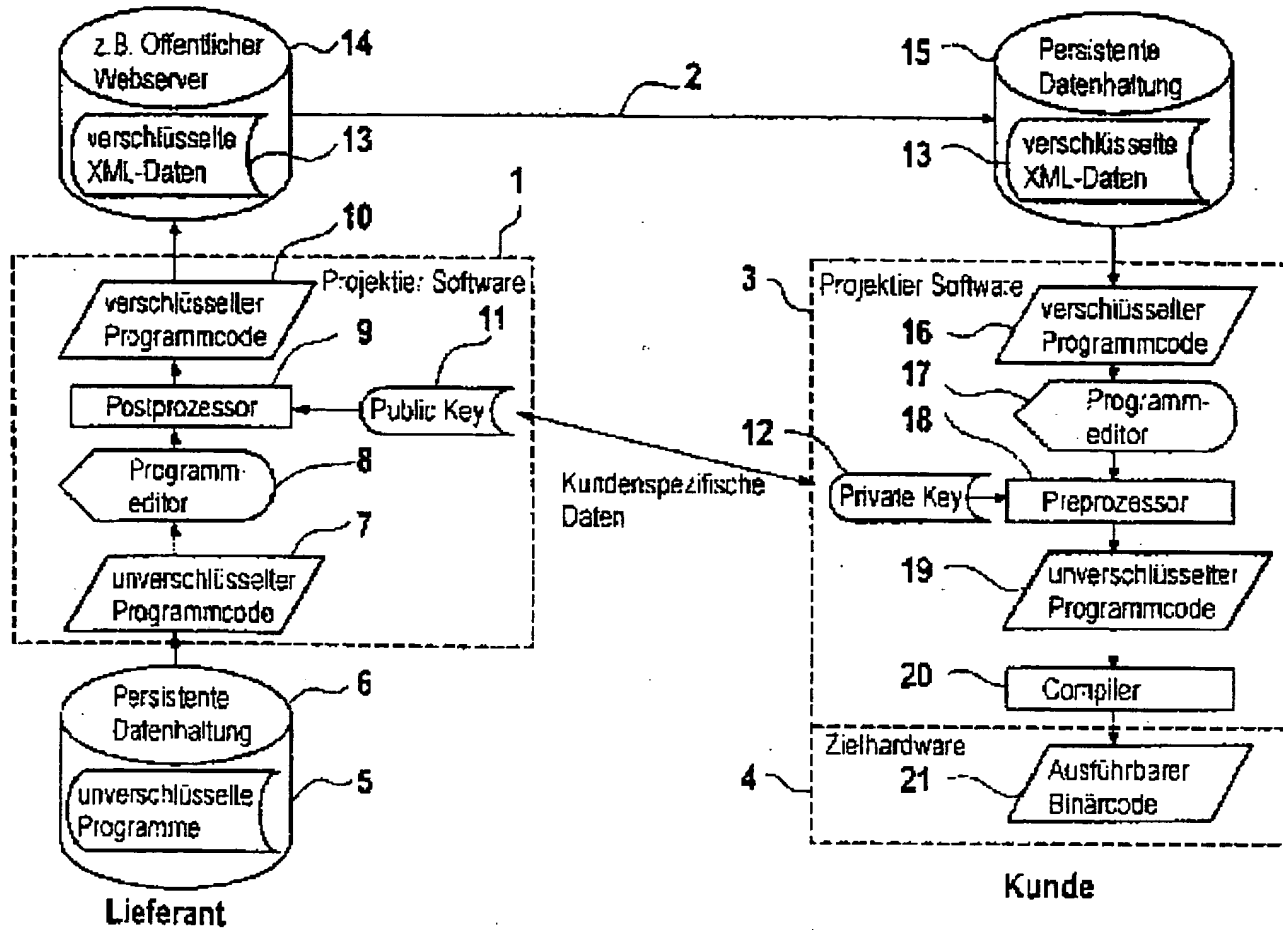 z.B. Öffentlicher
Webserver
14
verschlüsselte
XML-Daten
13
2
15
Persistente
Datenhaltung
13
verschlüsselte
XML-Daten
1
10
Projektier Software
verschlüsselter
Programmcode
9
11
Postprozessor
Public Key
8
Programm-
editor
7
unverschlüsselter
Programmcode
Kundenspezifische
Daten
6
Persistente
Datenhaltung
5
unverschlüsselte
Programme
Lieferant
3
Projektier Software
16
verschlüsselter
Programmcode
17
Programm-
editor
18
12
Private Key
Preprozessor
19
unverschlüsselter
Programmcode
20
Compiler
Zielhardware
4
21
Ausführbarer
Binärcode
Kunde